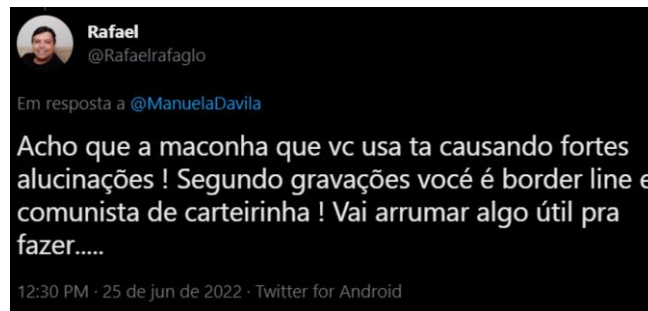 Rafael
@Rafaelrafaglo
Em resposta a @ManuelaDavila
Acho que a maconha que vc usa ta causando fortes
alucinações ! Segundo gravações vocé é border line e
comunista de carteirinha ! Vai arrumar algo útil pra
fazer.....
12:30 PM · 25 de jun de 2022 · Twitter for Android